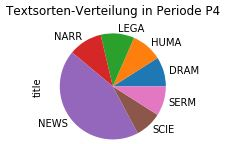 Textsorten-Verteilung in Periode P4
LEGA
NARR
HUMA
DRAM
title
SERM
NEWS
SCIE